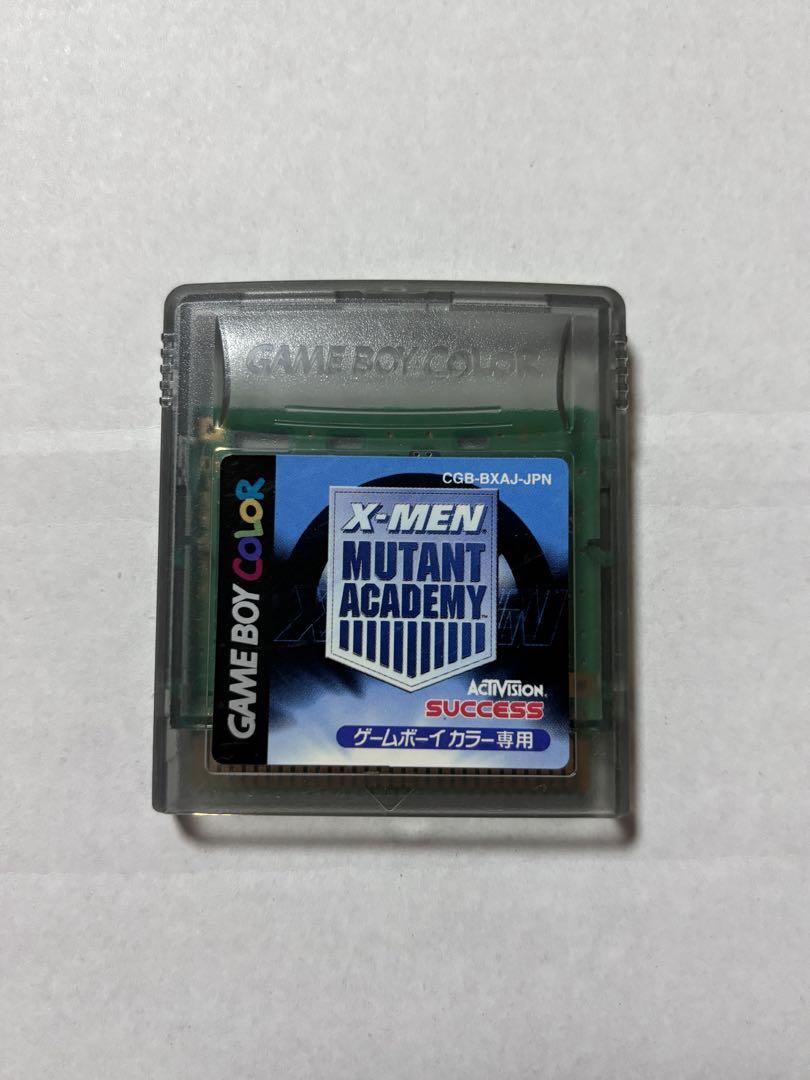 GAME BOY COLOR
GAME BOY COLOR
CGB-BXAJ-JPN
X-MEN
MUTANT
ACADEMY™
ACTIVISION.
SUCCESS
ゲームボーイカラー専用